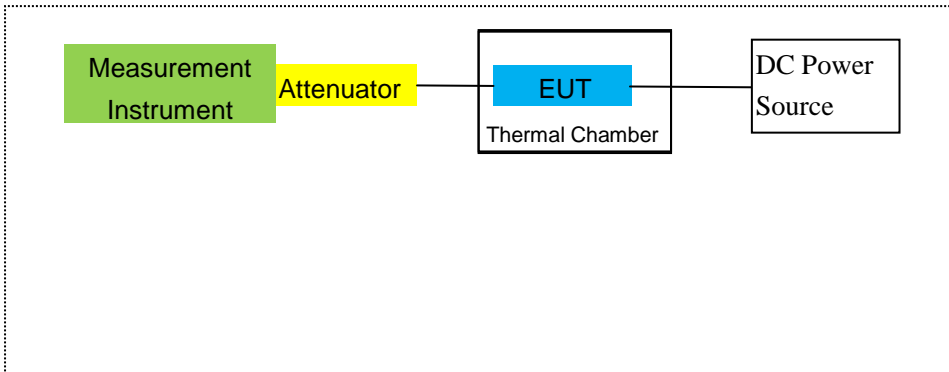 Measurement
Instrument
Attenuator
EUT
Thermal Chamber
DC Power
Source